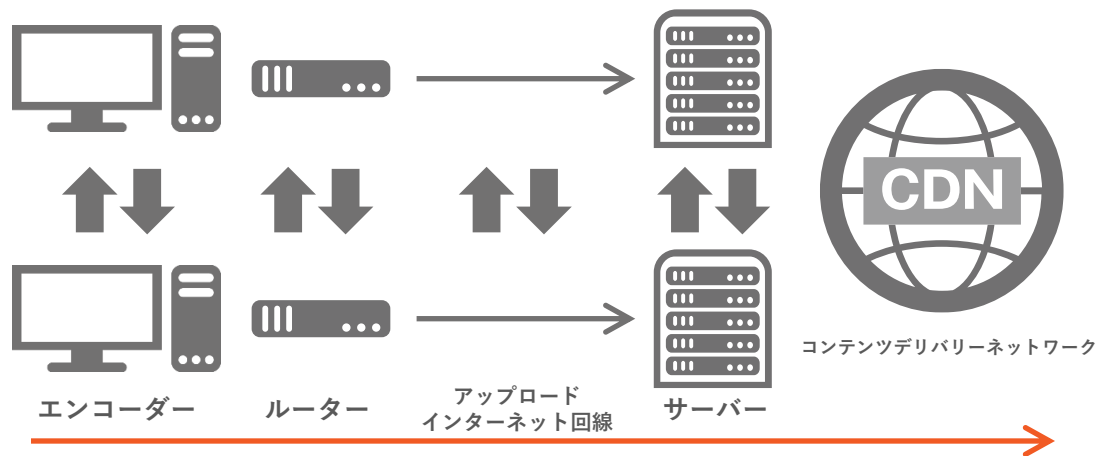 CDN
コンテンツデリバリーネットワーク
エンコーダー
ルーター
アップロード
インターネット回線
サーバー